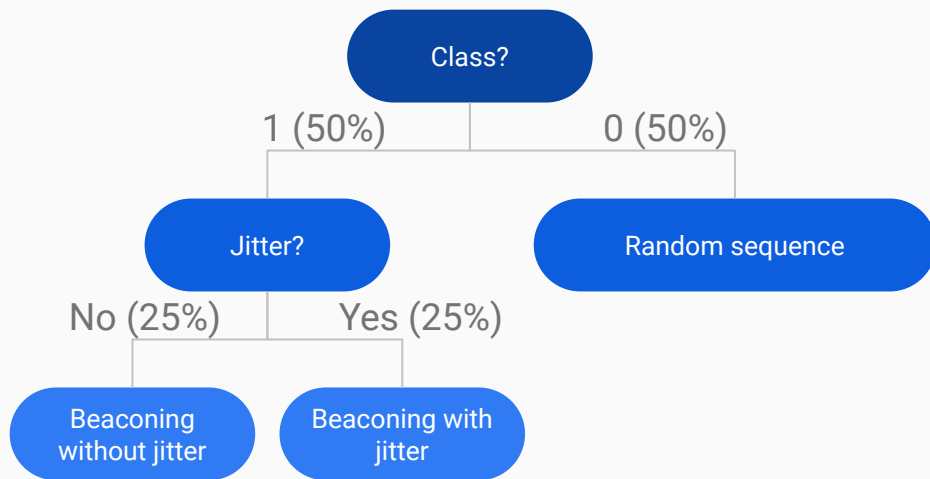 Class?
1 (50%)
0 (50%)
Jitter?
Random sequence
No (25%)
Yes (25%)
Beaconing
without jitter
Beaconing with
jitter